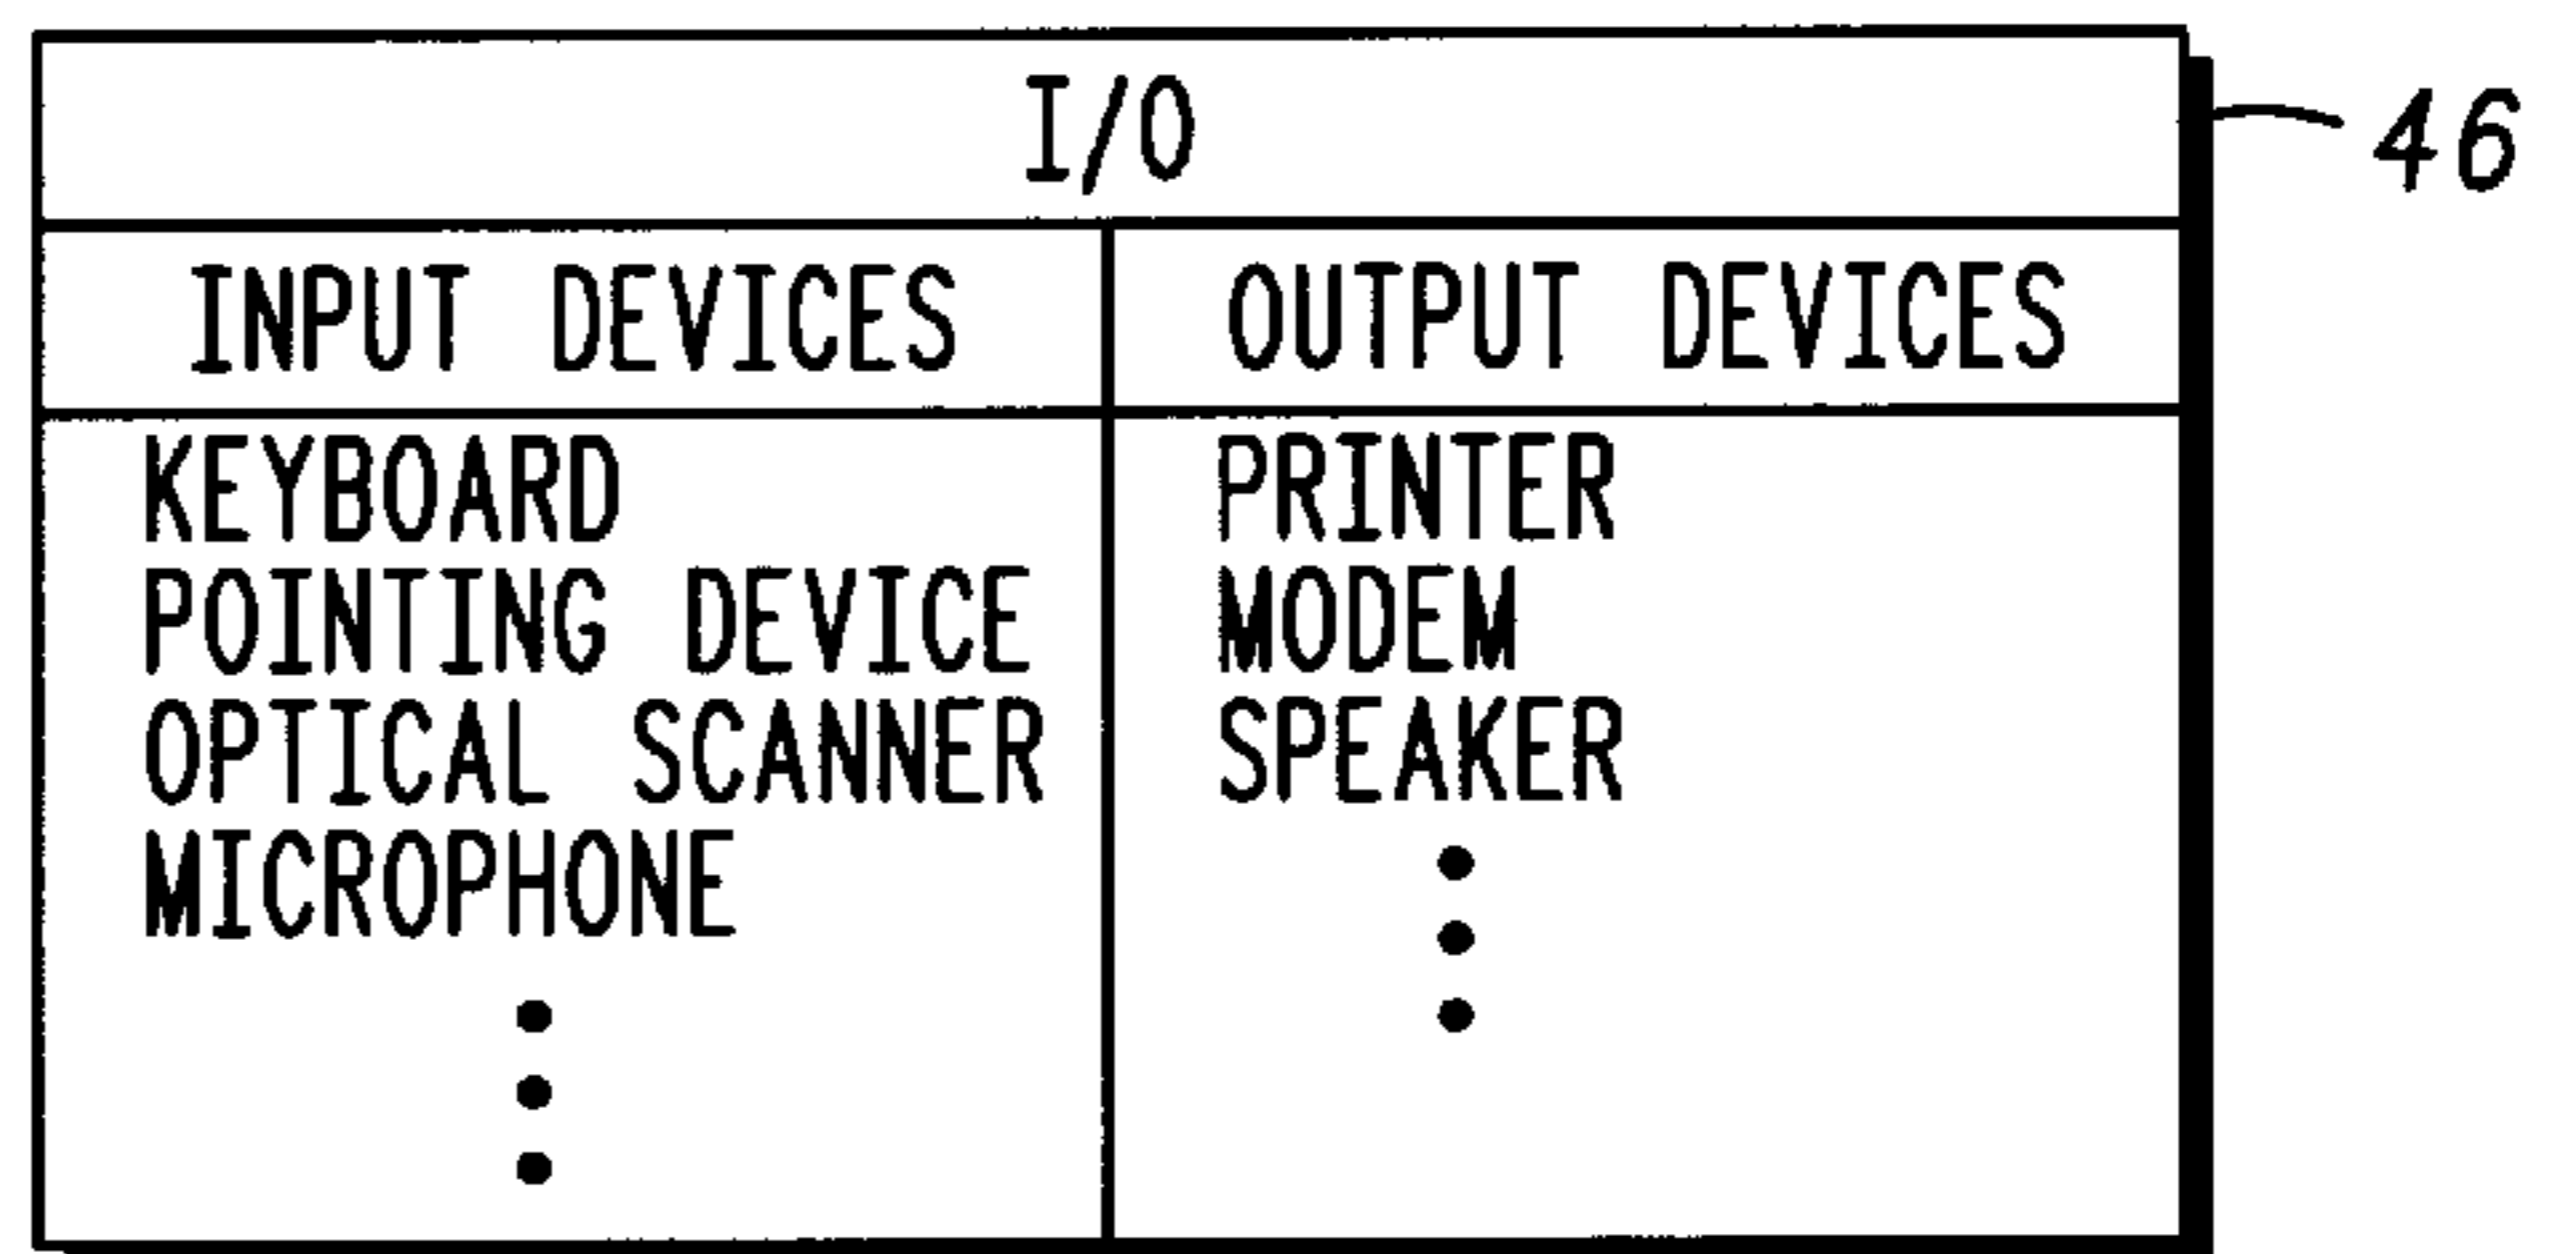 I/O
46
INPUT DEVICES
OUTPUT DEVICES
KEYBOARD
POINTING DEVICE
OPTICAL SCANNER
MICROPHONE
PRINTER
MODEM
SPEAKER